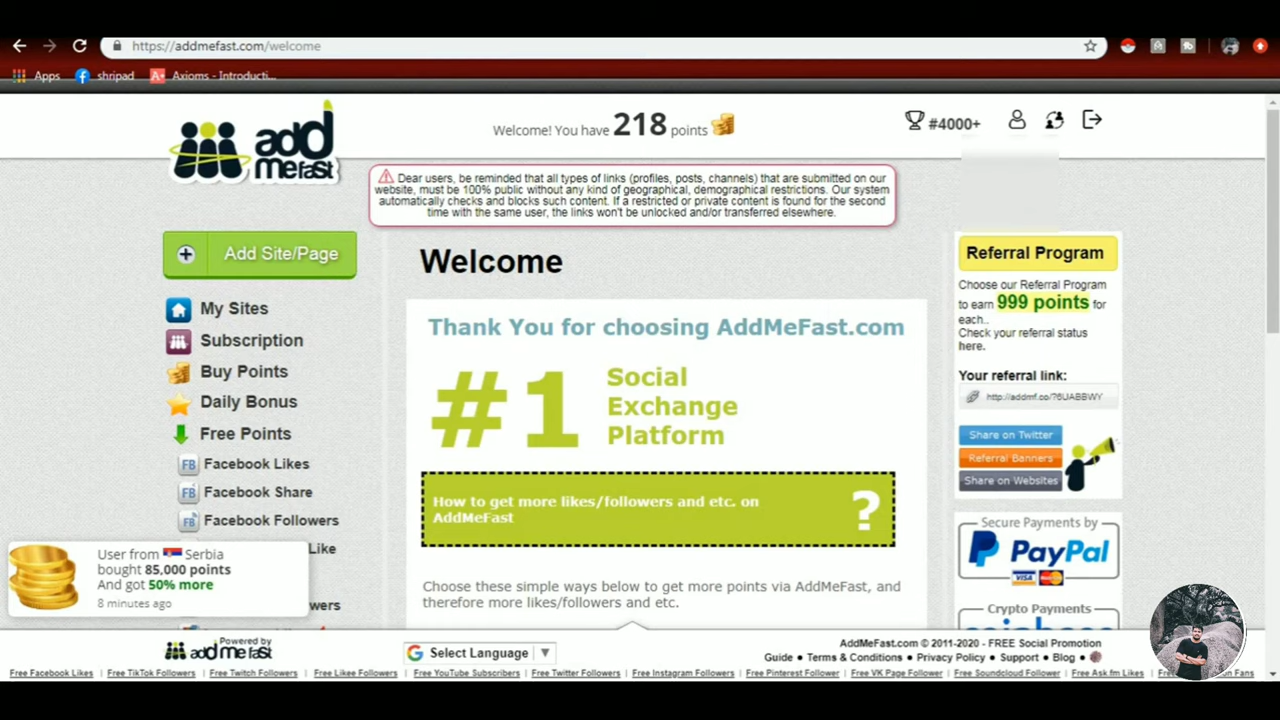 https://addmefast.com/welcome
Apps
shripad
A+ Axioms - Introducti...
add
mefast
Welcome! You have 218 points
#4000+
Dear users, be reminded that all types of links (profiles, posts, channels) that are submitted on our
website, must be 100% public without any kind of geographical, demographical restrictions. Our system
automatically checks and blocks such content. If a restricted or private content is found for the second
time with the same user, the links won't be unlocked and/or transferred elsewhere.
Add Site/Page
My Sites
Subscription
Buy Points
Daily Bonus
Free Points
FB Facebook Likes
FB Facebook Share
FB Facebook Followers
Like
wers
User from Serbia
bought 85,000 points
And got 50% more
8 minutes ago
Welcome
Thank You for choosing AddMeFast.com
#1
Social
Exchange
Platform
How to get more likes/followers and etc. on
AddMeFast
?
Choose these simple ways below to get more points via AddMeFast, and
therefore more likes/followers and etc.
Referral Program
Choose our Referral Program
to earn 999 points for
each..
Check your referral status
here.
Your referral link:
http://addmf.co/?6UABBWY
Share on Twitter
Referral Banners
Share on Websites
Secure Payments by
PayPal
VISA
Crypto Payments
Powered by
add me fast
G Select Language ▼
AddMeFast.com © 2011-2020 - FREE Social Promotion
Guide • Terms & Conditions • Privacy Policy • Support • Blog •
Free Facebook Likes
Free TikTok Followers
Free Twitch Followers
Free Likee Followers
Free YouTube Subscribers
Free Twitter Followers
Free Instagram Followers
Free Pinterest Follower
Free VK Page Follower
Free Soundcloud Follower
Free Ask fm Likes
on Fans